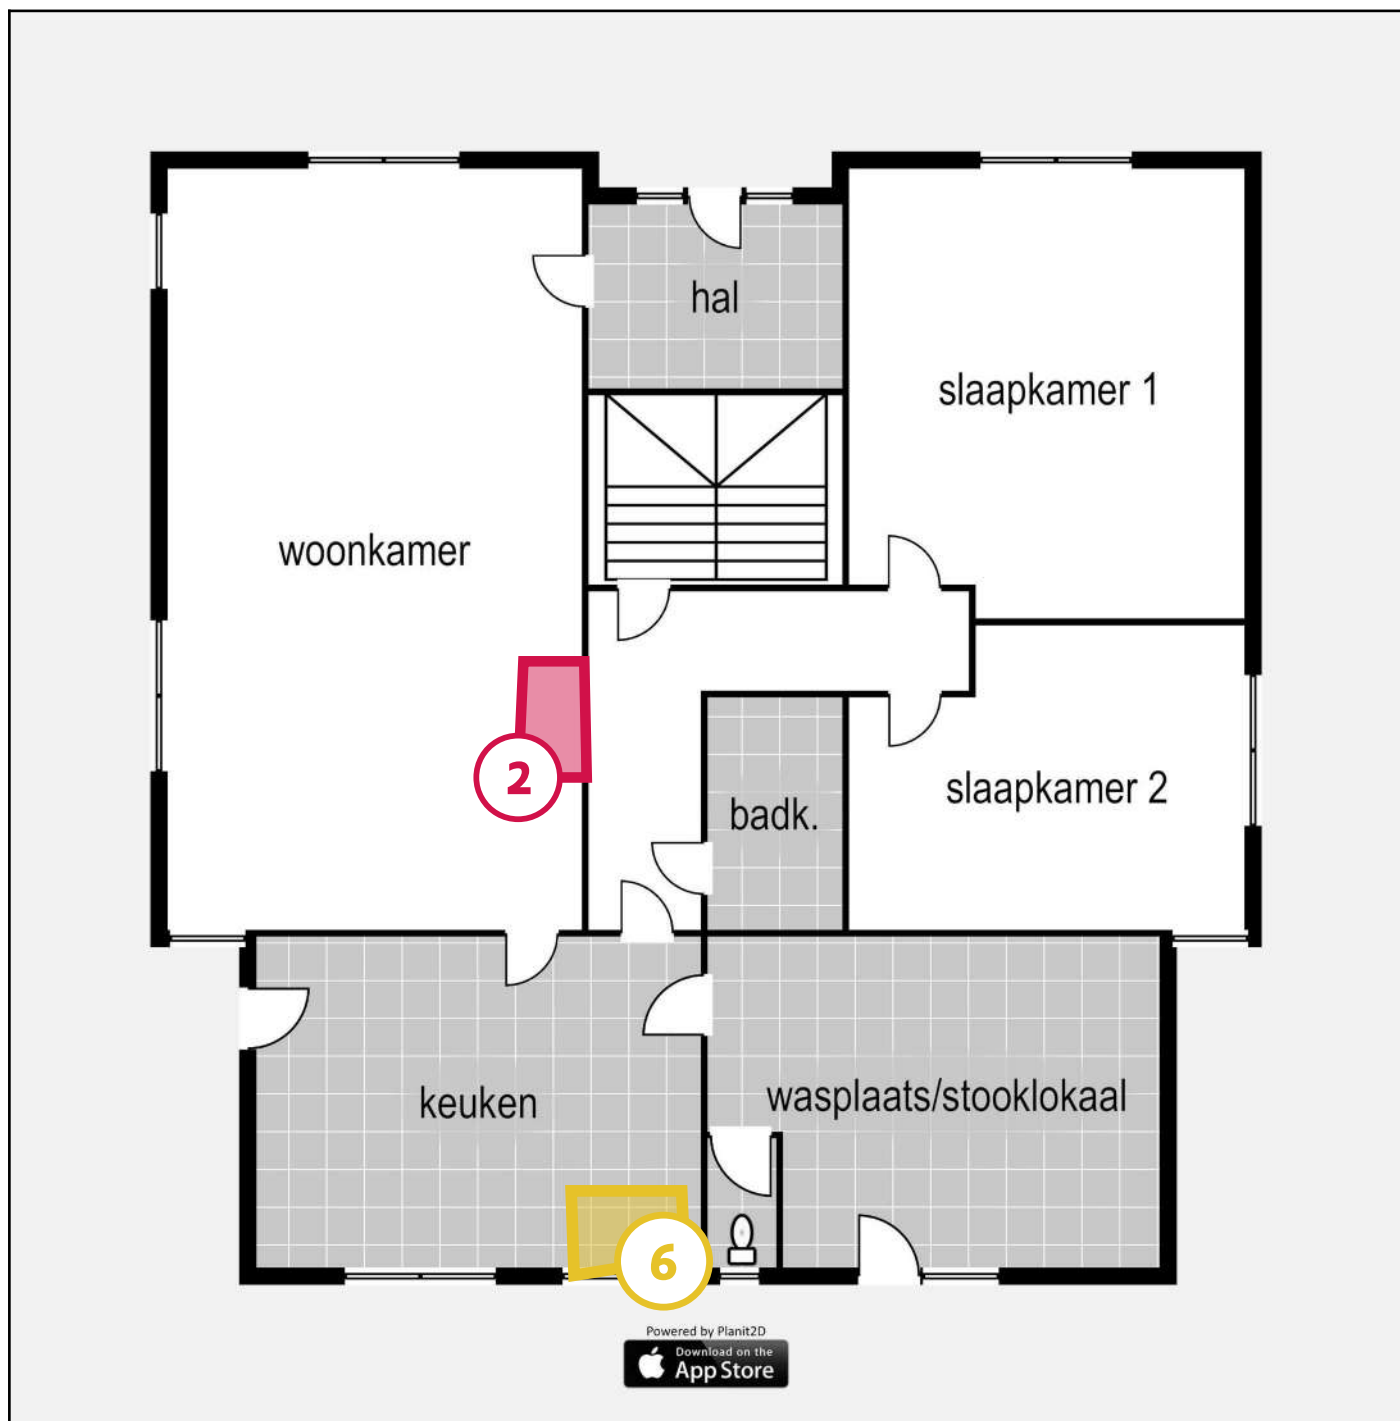 hal
slaapkamer 1
woonkamer
2
badk.
slaapkamer 2
keuken
wasplaats/stooklokaal
6
Powered by Planit2D
Download on the
App Store